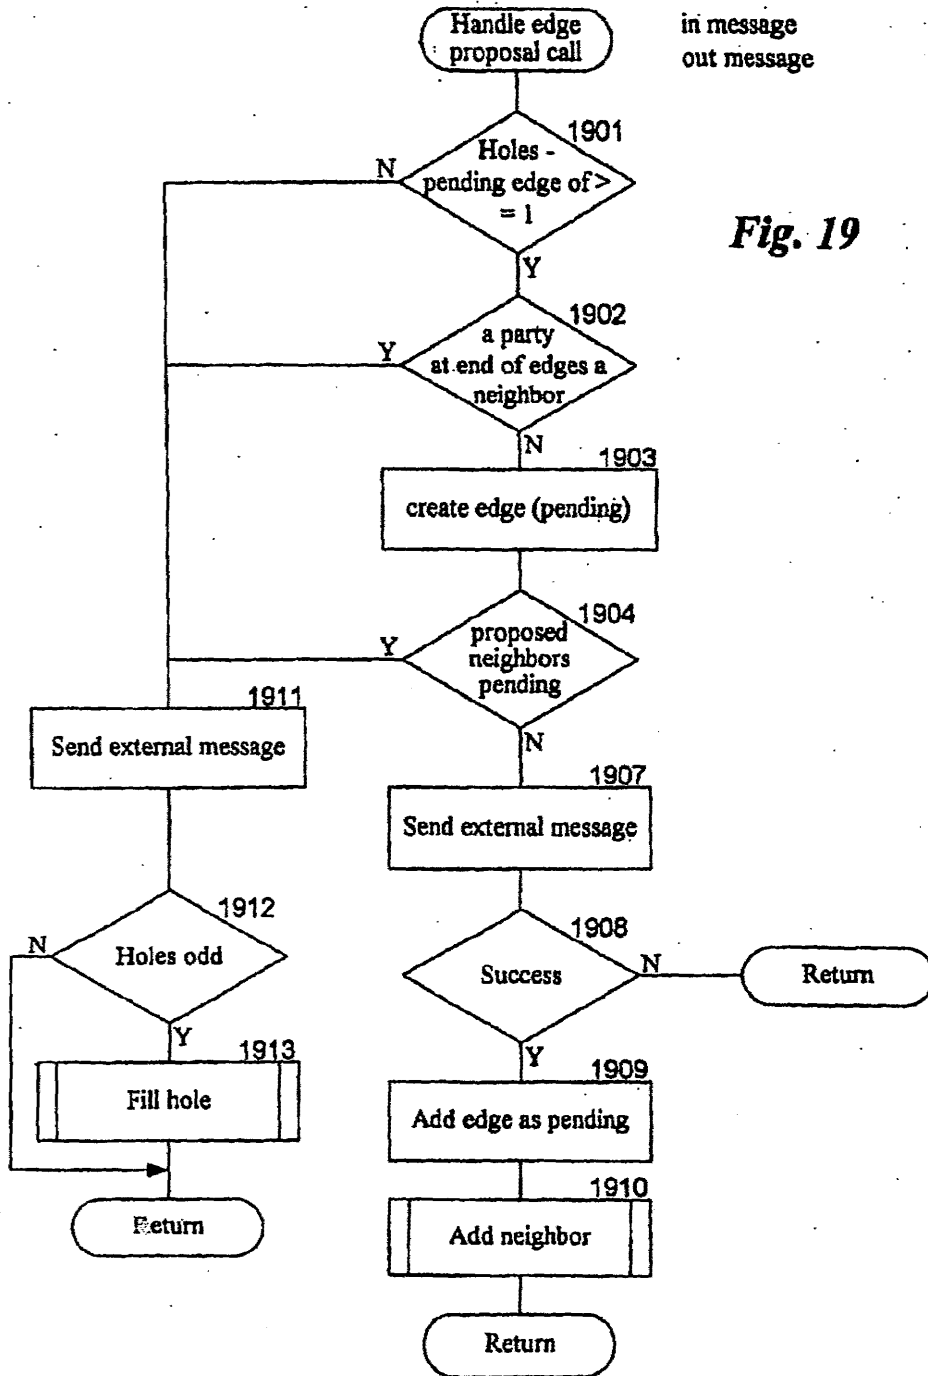 Handle edge
proposal call
in message
out message
1901
Holes -
pending edge of >
= 1
N
Y
Fig. 19
1902
a party
at end of edges a
neighbor
Y
N
1903
create edge (pending)
1904
proposed
neighbors
pending
Y
N
1911
Send external message
1907
Send external message
1912
Holes odd
N
Y
1908
Success
N
Return
Y
1913
Fill hole
1909
Add edge as pending
1910
Add neighbor
Return
Return